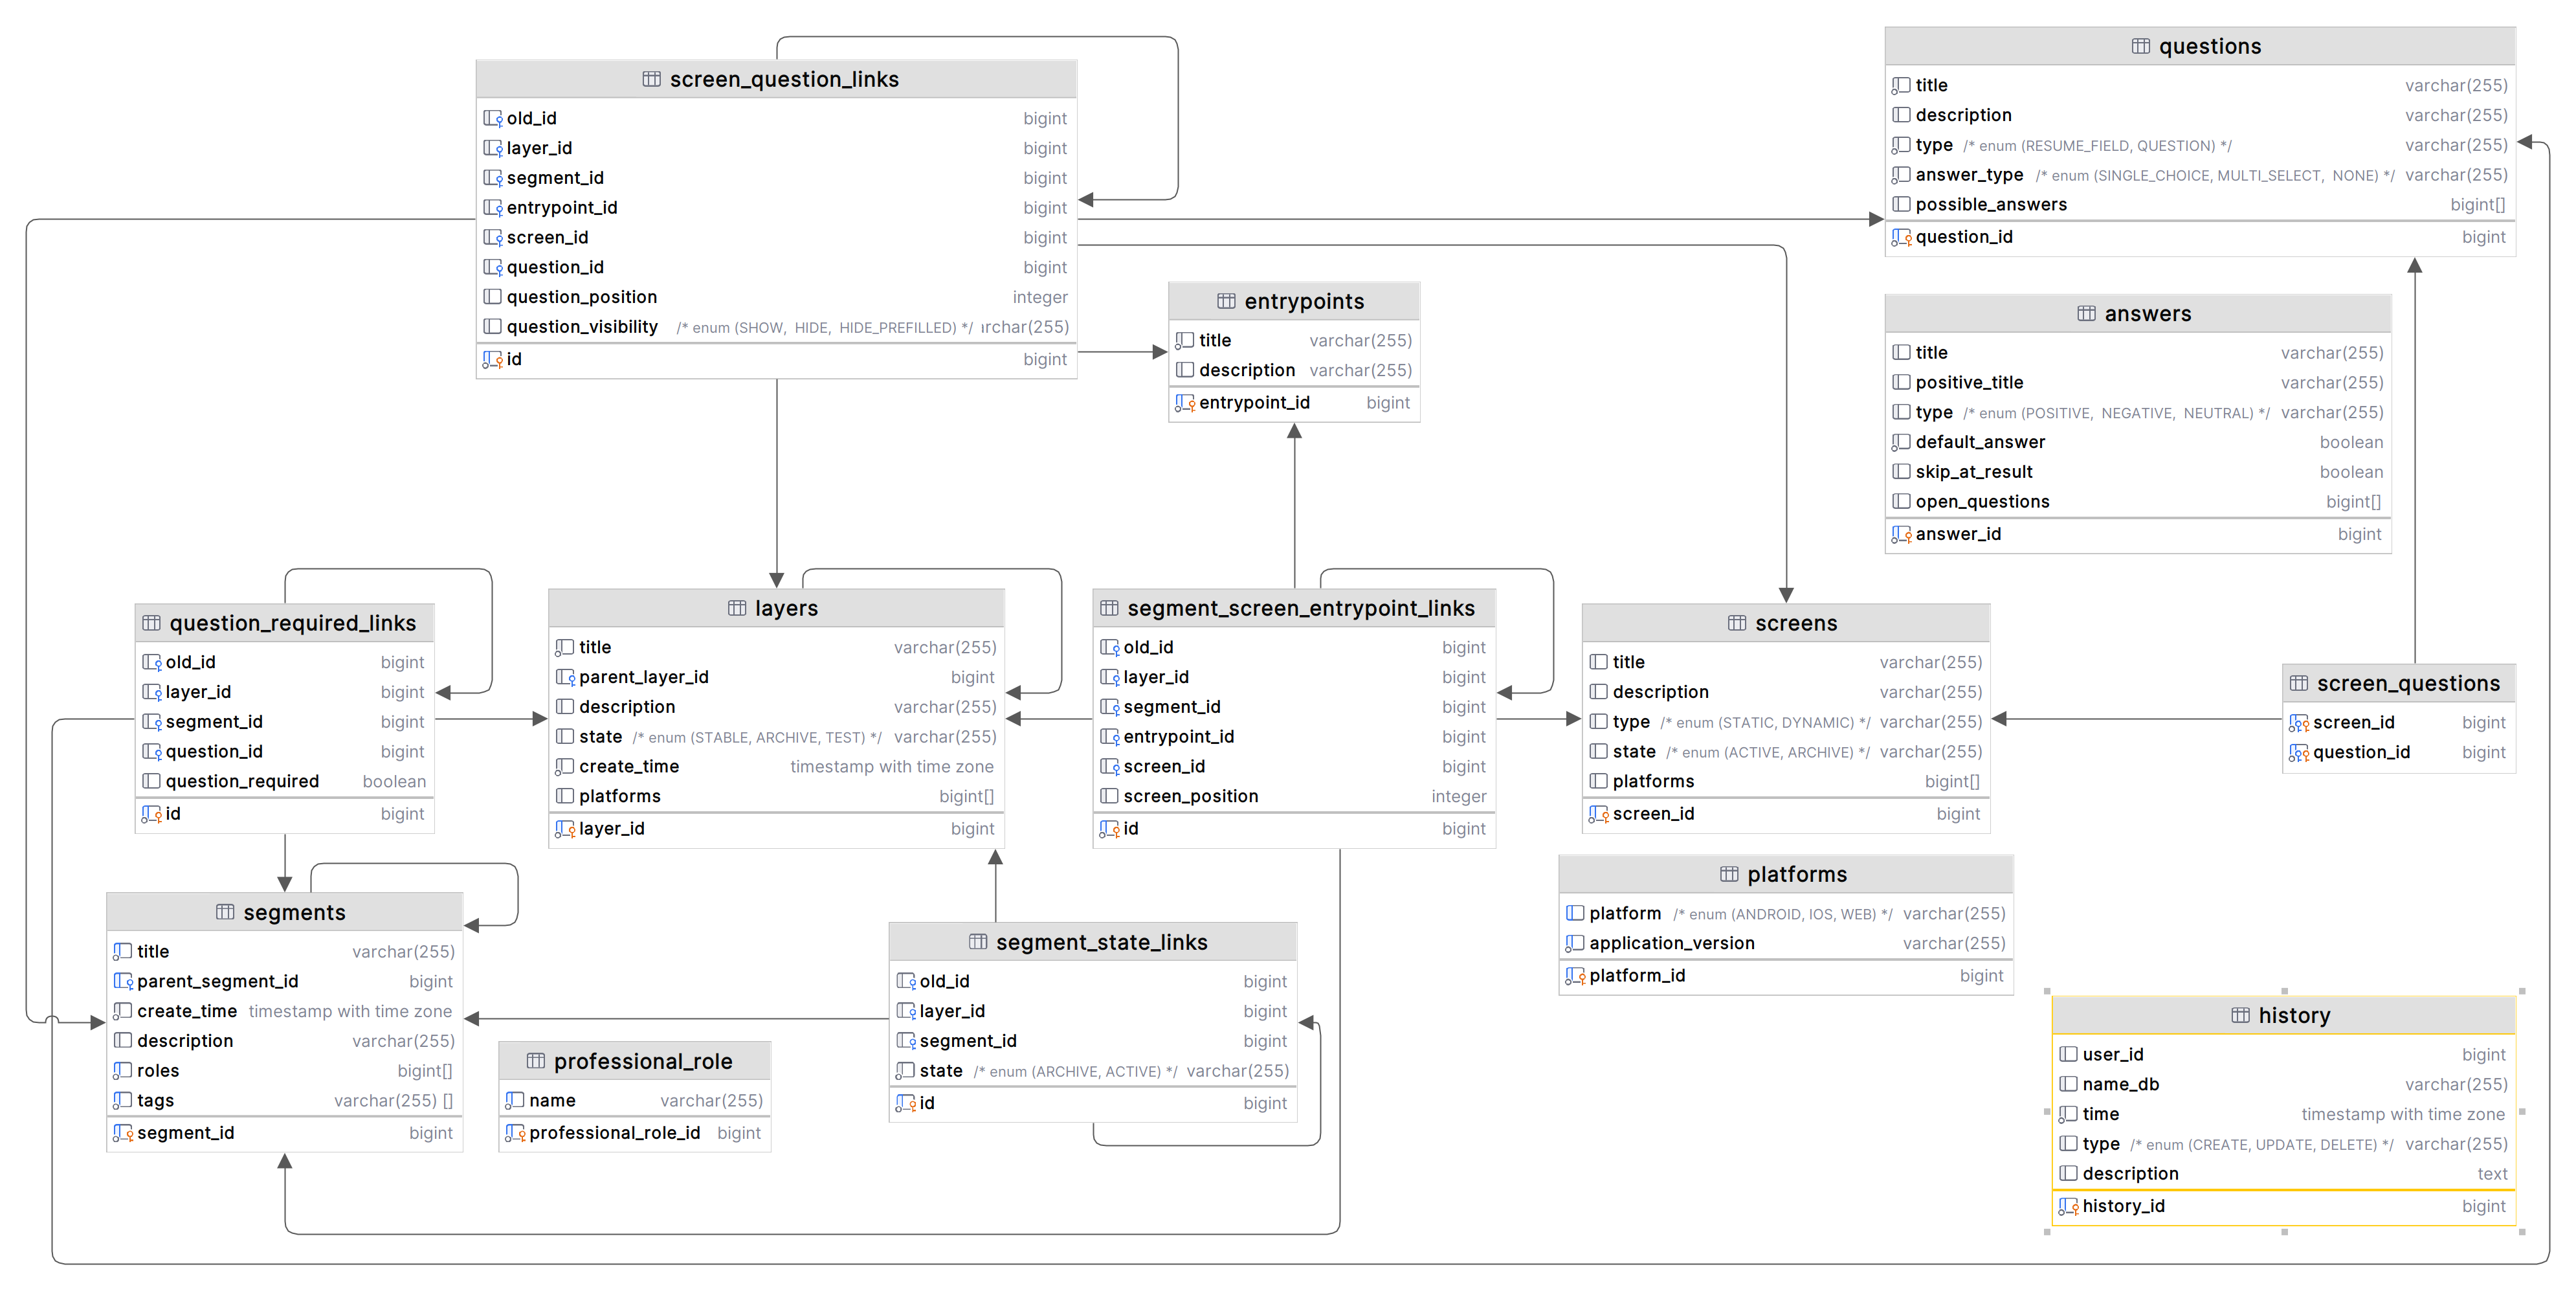 screen_question_links
old_id bigint
layer_id bigint
segment_id bigint
entrypoint_id bigint
screen_id bigint
question_id bigint
question_position integer
question_visibility /* enum (SHOW, HIDE, HIDE_PREFILLED) */ ırchar(255)
id bigint
questions
title varchar(255)
description varchar(255)
type /* enum (RESUME_FIELD, QUESTION) */ varchar(255)
answer_type /* enum (SINGLE_CHOICE, MULTI_SELECT, NONE) */ varchar(255)
possible_answers bigint[]
question_id bigint
entrypoints
title varchar(255)
description varchar(255)
entrypoint_id bigint
answers
title varchar(255)
positive_title varchar(255)
type /* enum (POSITIVE, NEGATIVE, NEUTRAL) */ varchar(255)
default_answer boolean
skip_at_result boolean
open_questions bigint[]
answer_id bigint
question_required_links
old_id bigint
layer_id bigint
segment_id bigint
question_id bigint
question_required boolean
id bigint
layers
title varchar(255)
parent_layer_id bigint
description varchar(255)
state /* enum (STABLE, ARCHIVE, TEST) */ varchar(255)
create_time timestamp with time zone
platforms bigint[]
layer_id bigint
segment_screen_entrypoint_links
old_id bigint
layer_id bigint
segment_id bigint
entrypoint_id bigint
screen_id bigint
screen_position integer
id bigint
screens
title varchar(255)
description varchar(255)
type /* enum (STATIC, DYNAMIC) */ varchar(255)
state /* enum (ACTIVE, ARCHIVE) */ varchar(255)
platforms bigint[]
screen_id bigint
screen_questions
screen_id bigint
question_id bigint
segments
title varchar(255)
parent_segment_id bigint
create_time timestamp with time zone
description varchar(255)
roles bigint[]
tags varchar(255) []
segment_id bigint
professional_role
name varchar(255)
professional_role_id bigint
segment_state_links
old_id bigint
layer_id bigint
segment_id bigint
state /* enum (ARCHIVE, ACTIVE) */ varchar(255)
id bigint
platforms
platform /* enum (ANDROID, IOS, WEB) */ varchar(255)
application_version varchar(255)
platform_id bigint
history
user_id bigint
name_db varchar(255)
time timestamp with time zone
type /* enum (CREATE, UPDATE, DELETE) */ varchar(255)
description text
history_id bigint